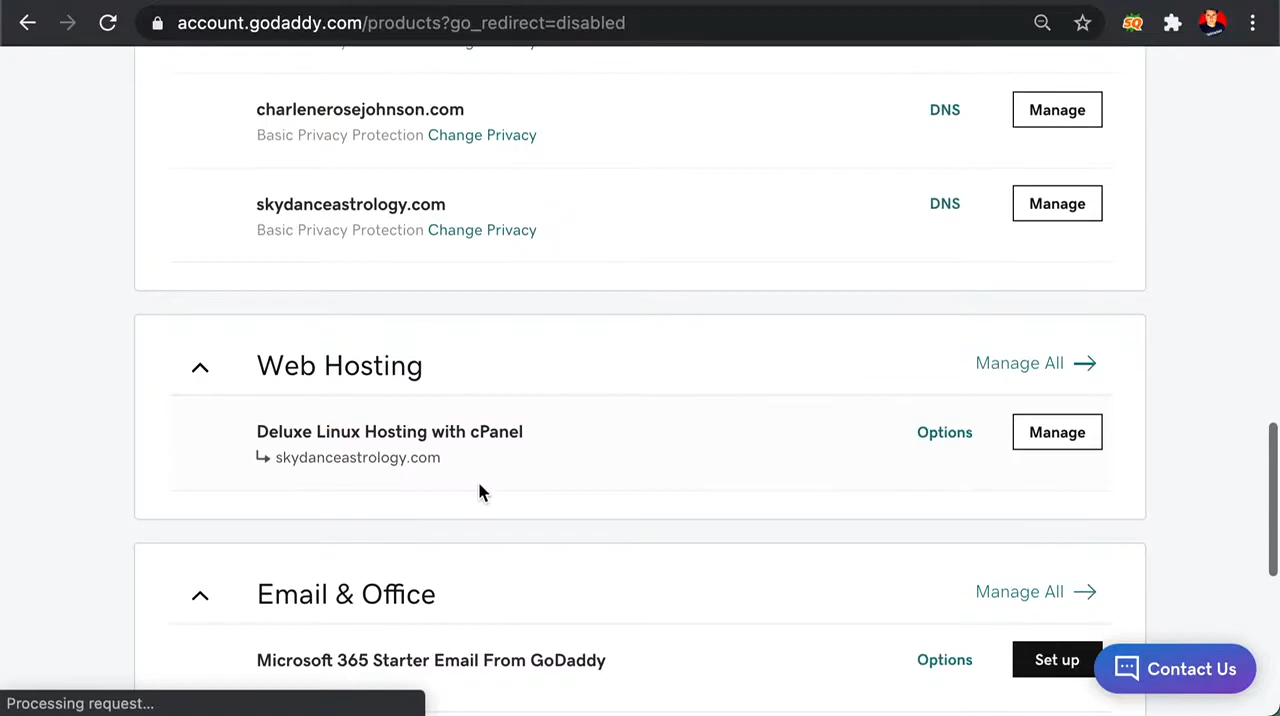 account.godaddy.com/products?go_redirect=disabled
SQ
charlenerosejohnson.com
DNS
Manage
Basic Privacy Protection Change Privacy
skydanceastrology.com
DNS
Manage
Basic Privacy Protection Change Privacy
Web Hosting
Manage All
Deluxe Linux Hosting with cPanel
Options
Manage
skydanceastrology.com
Email & Office
Manage All
Microsoft 365 Starter Email From GoDaddy
Options
Set up
Contact Us
Processing request...